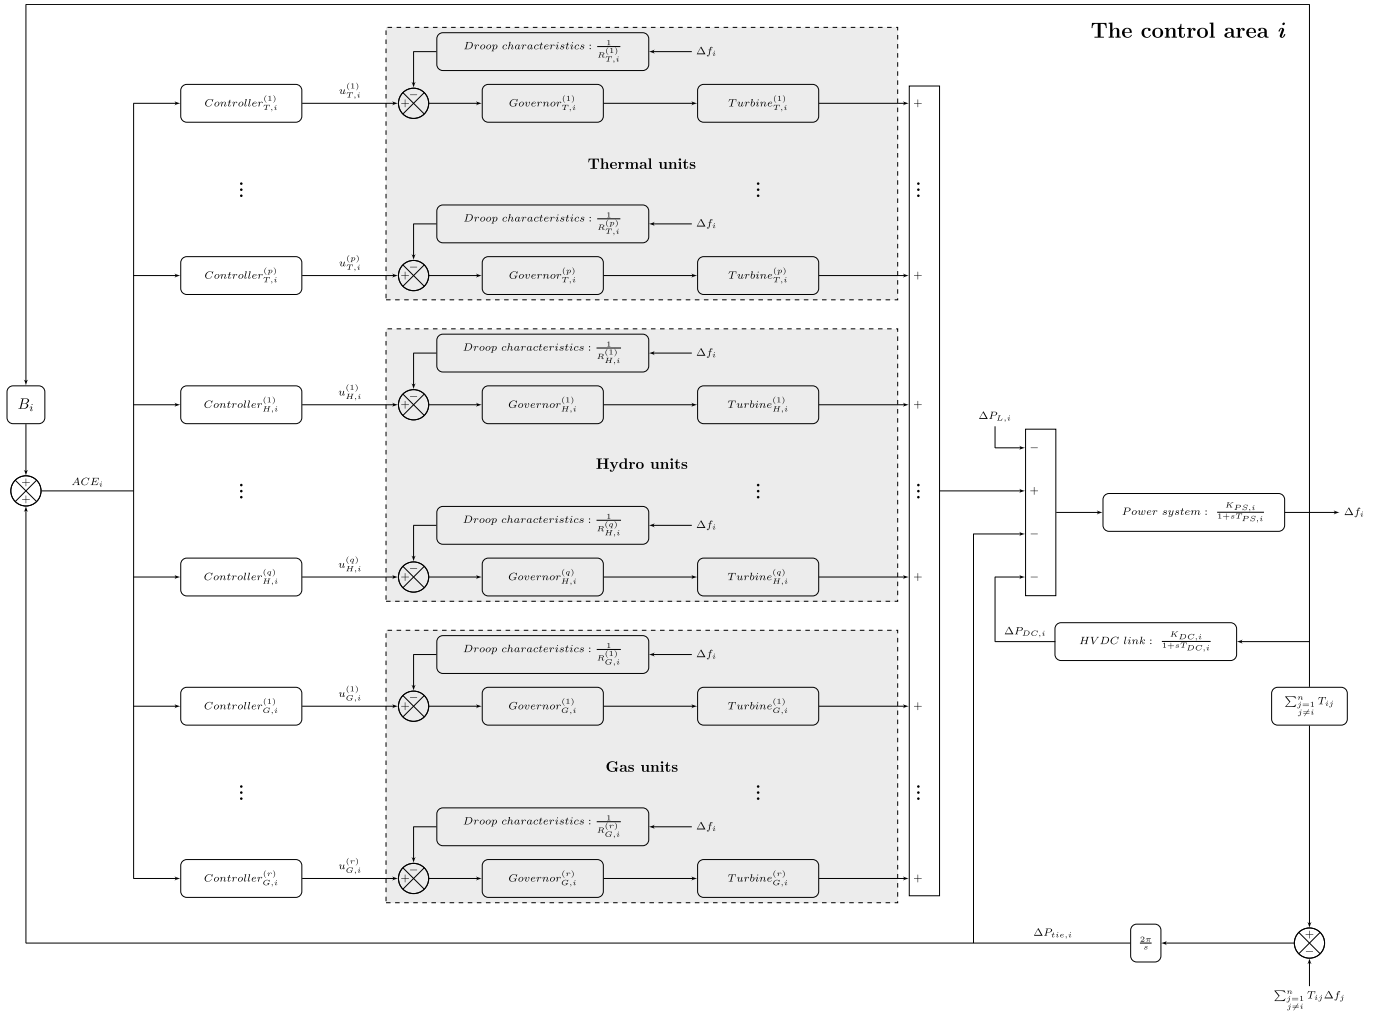 The control area i
Droop characteristics : 1/R_{T,i}^{(1)}
Δf_i
Controller_{T,i}^{(1)}
u_{T,i}^{(1)}
+
−
Governor_{T,i}^{(1)}
Turbine_{T,i}^{(1)}
+
Thermal units
⋮
⋮
⋮
Droop characteristics : 1/R_{T,i}^{(p)}
Δf_i
Controller_{T,i}^{(p)}
u_{T,i}^{(p)}
+
−
Governor_{T,i}^{(p)}
Turbine_{T,i}^{(p)}
+
Droop characteristics : 1/R_{H,i}^{(1)}
Δf_i
B_i
Controller_{H,i}^{(1)}
u_{H,i}^{(1)}
+
−
Governor_{H,i}^{(1)}
Turbine_{H,i}^{(1)}
+
ΔP_{L,i}
−
+
−
−
Hydro units
+
+
ACE_i
⋮
⋮
⋮
Power system : K_{PS,i}/1+sT_{PS,i}
Δf_i
Droop characteristics : 1/R_{H,i}^{(q)}
Δf_i
Controller_{H,i}^{(q)}
u_{H,i}^{(q)}
+
−
Governor_{H,i}^{(q)}
Turbine_{H,i}^{(q)}
+
ΔP_{DC,i}
HVDC link : K_{DC,i}/1+sT_{DC,i}
Droop characteristics : 1/R_{G,i}^{(1)}
Δf_i
Controller_{G,i}^{(1)}
u_{G,i}^{(1)}
+
−
Governor_{G,i}^{(1)}
Turbine_{G,i}^{(1)}
+
∑_{j=1, j≠i}^{n} T_{ij}
Gas units
⋮
⋮
⋮
Droop characteristics : 1/R_{G,i}^{(r)}
Δf_i
Controller_{G,i}^{(r)}
u_{G,i}^{(r)}
+
−
Governor_{G,i}^{(r)}
Turbine_{G,i}^{(r)}
+
ΔP_{tie,i}
2π/s
+
−
∑_{j=1, j≠i}^{n} T_{ij}Δf_j